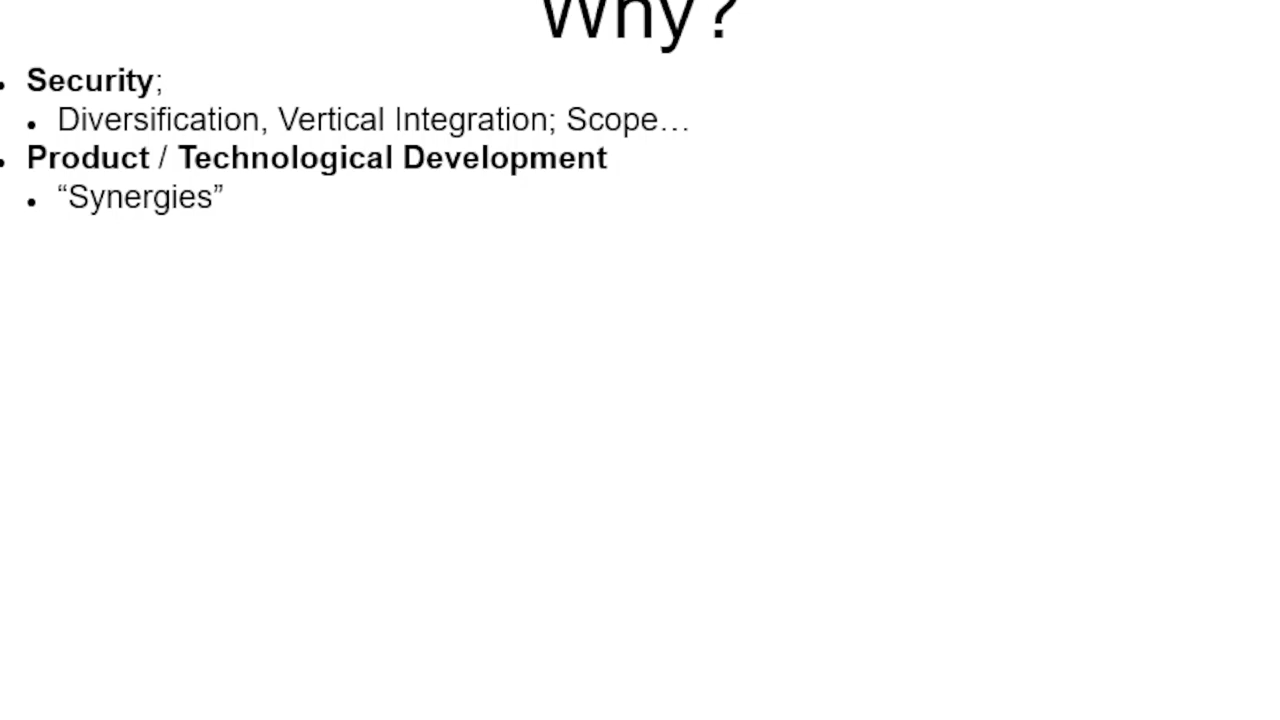 Why?
• Security;
• Diversification, Vertical Integration; Scope…
• Product / Technological Development
• “Synergies”